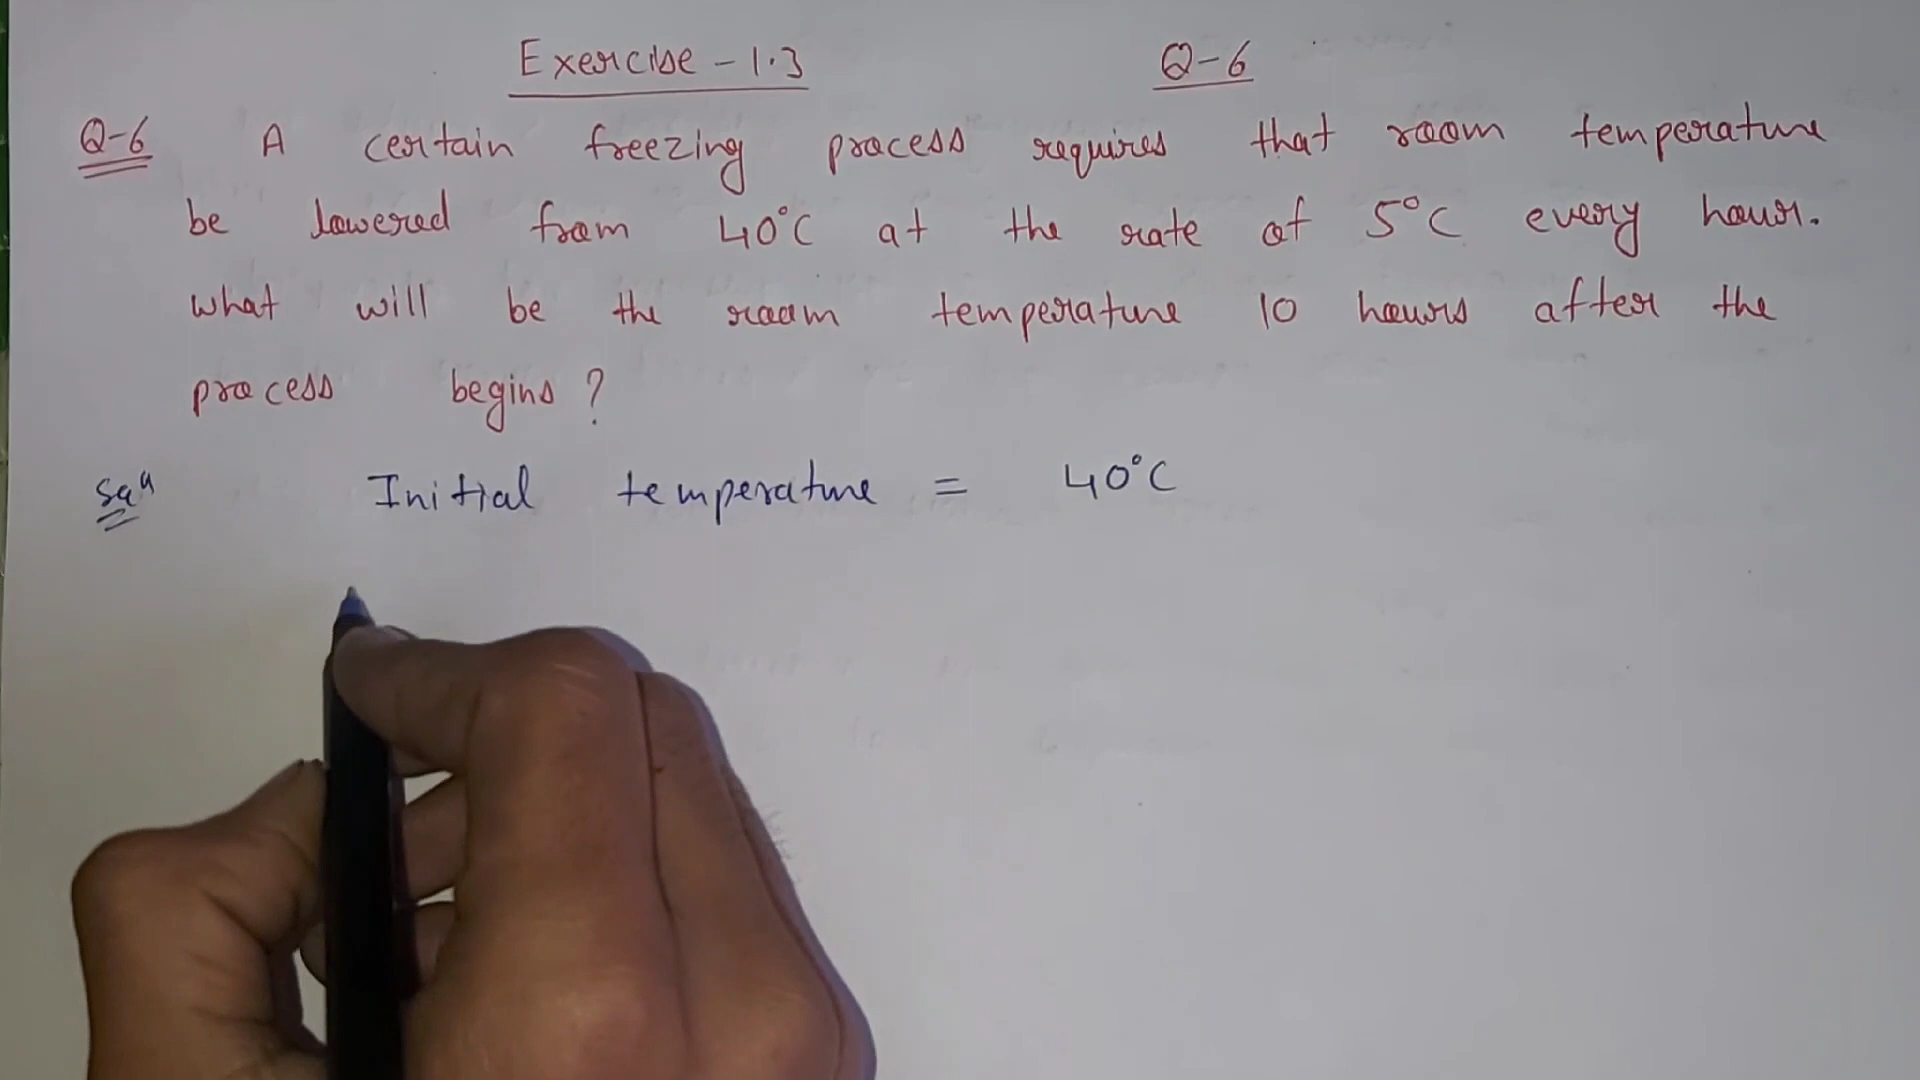 Exercise - 1.3 Q-6
Q-6 A certain freezing process requires that room temperature
be lowered from 40°C at the rate of 5°C every hour.
what will be the room temperature 10 hours after the
process begins?
Solⁿ Initial temperature = 40°C